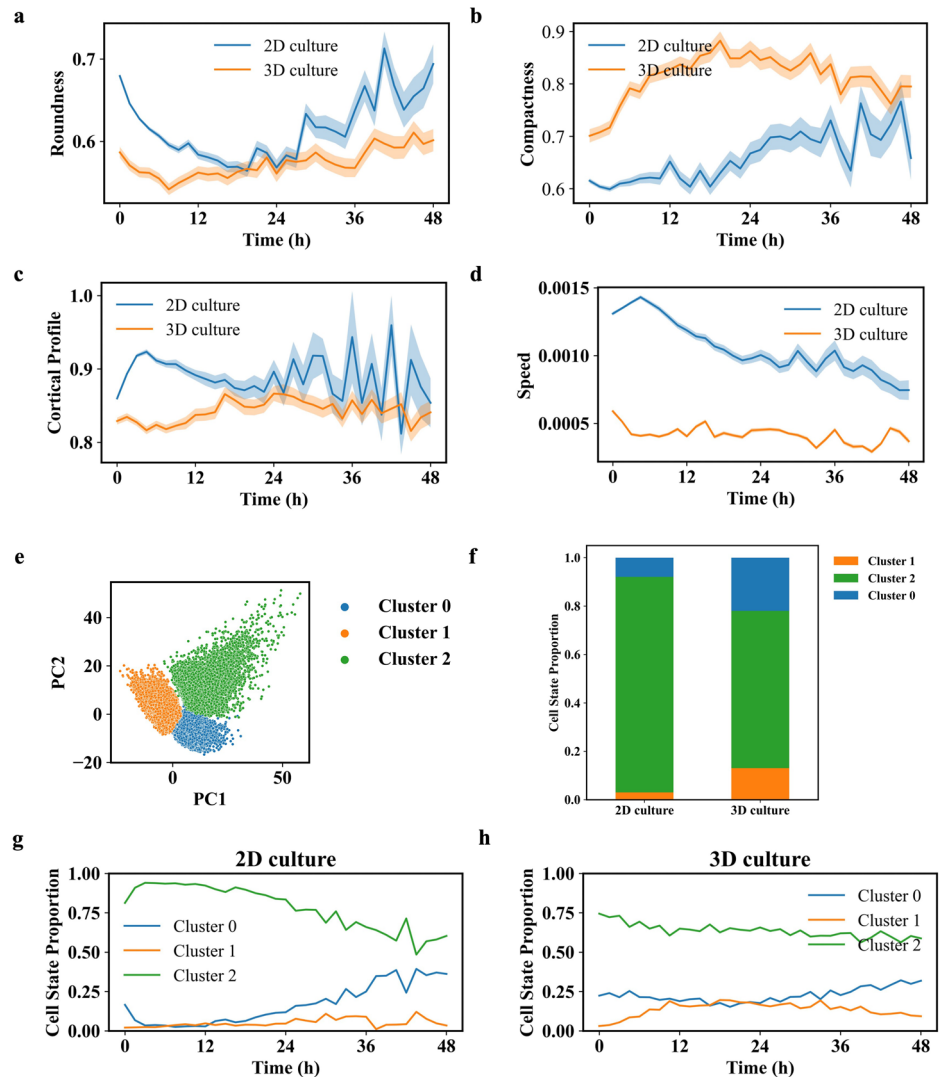 a
0.7
0.6
Roundness
2D culture
3D culture
0 12 24 36 48
Time (h)
b
0.9
0.8
0.7
0.6
Compactness
2D culture
3D culture
0 12 24 36 48
Time (h)
c
1.0
0.9
0.8
Cortical Profile
2D culture
3D culture
0 12 24 36 48
Time (h)
d
0.0015
0.0010
0.0005
Speed
2D culture
3D culture
0 12 24 36 48
Time (h)
e
40
20
0
−20
PC2
0 50
PC1
Cluster 0
Cluster 1
Cluster 2
f
1.0
0.8
0.6
0.4
0.2
0.0
Cell State Proportion
2D culture 3D culture
Cluster 1
Cluster 2
Cluster 0
g
2D culture
1.00
0.75
0.50
0.25
0.00
Cell State Proportion
Cluster 0
Cluster 1
Cluster 2
0 12 24 36 48
Time (h)
h
3D culture
1.00
0.75
0.50
0.25
0.00
Cell State Proportion
Cluster 0
Cluster 1
Cluster 2
0 12 24 36 48
Time (h)